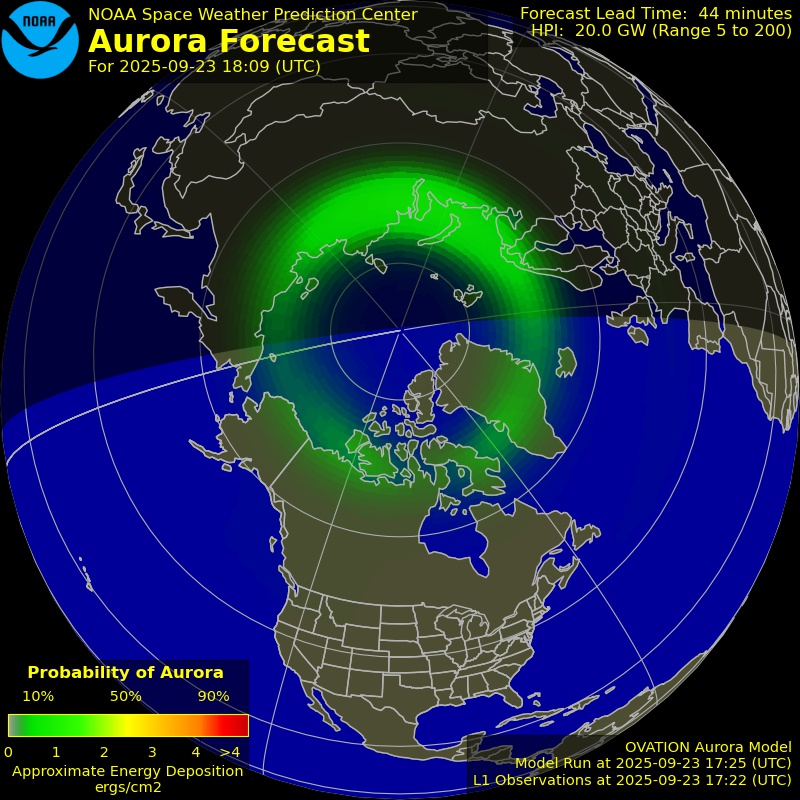 NOAA
NOAA Space Weather Prediction Center
Aurora Forecast
For 2025-09-23 18:09 (UTC)
Forecast Lead Time: 44 minutes
HPI: 20.0 GW (Range 5 to 200)
Probability of Aurora
10% 50% 90%
0 1 2 3 4 >4
Approximate Energy Deposition
ergs/cm2
OVATION Aurora Model
Model Run at 2025-09-23 17:25 (UTC)
L1 Observations at 2025-09-23 17:22 (UTC)